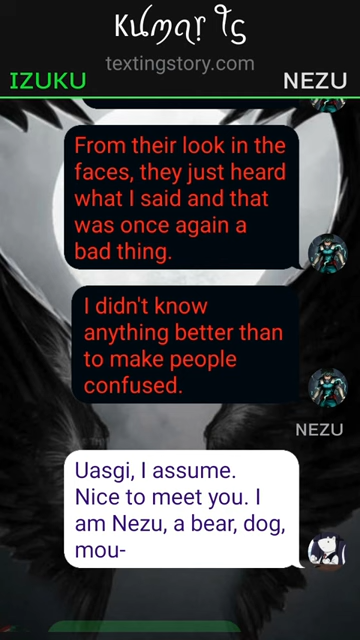 Kumar Ts
textingstory.com
IZUKU
NEZU
From their look in the
faces, they just heard
what I said and that
was once again a
bad thing.
I didn't know
anything better than
to make people
confused.
NEZU
Uasgi, I assume.
Nice to meet you. I
am Nezu, a bear, dog,
mou-